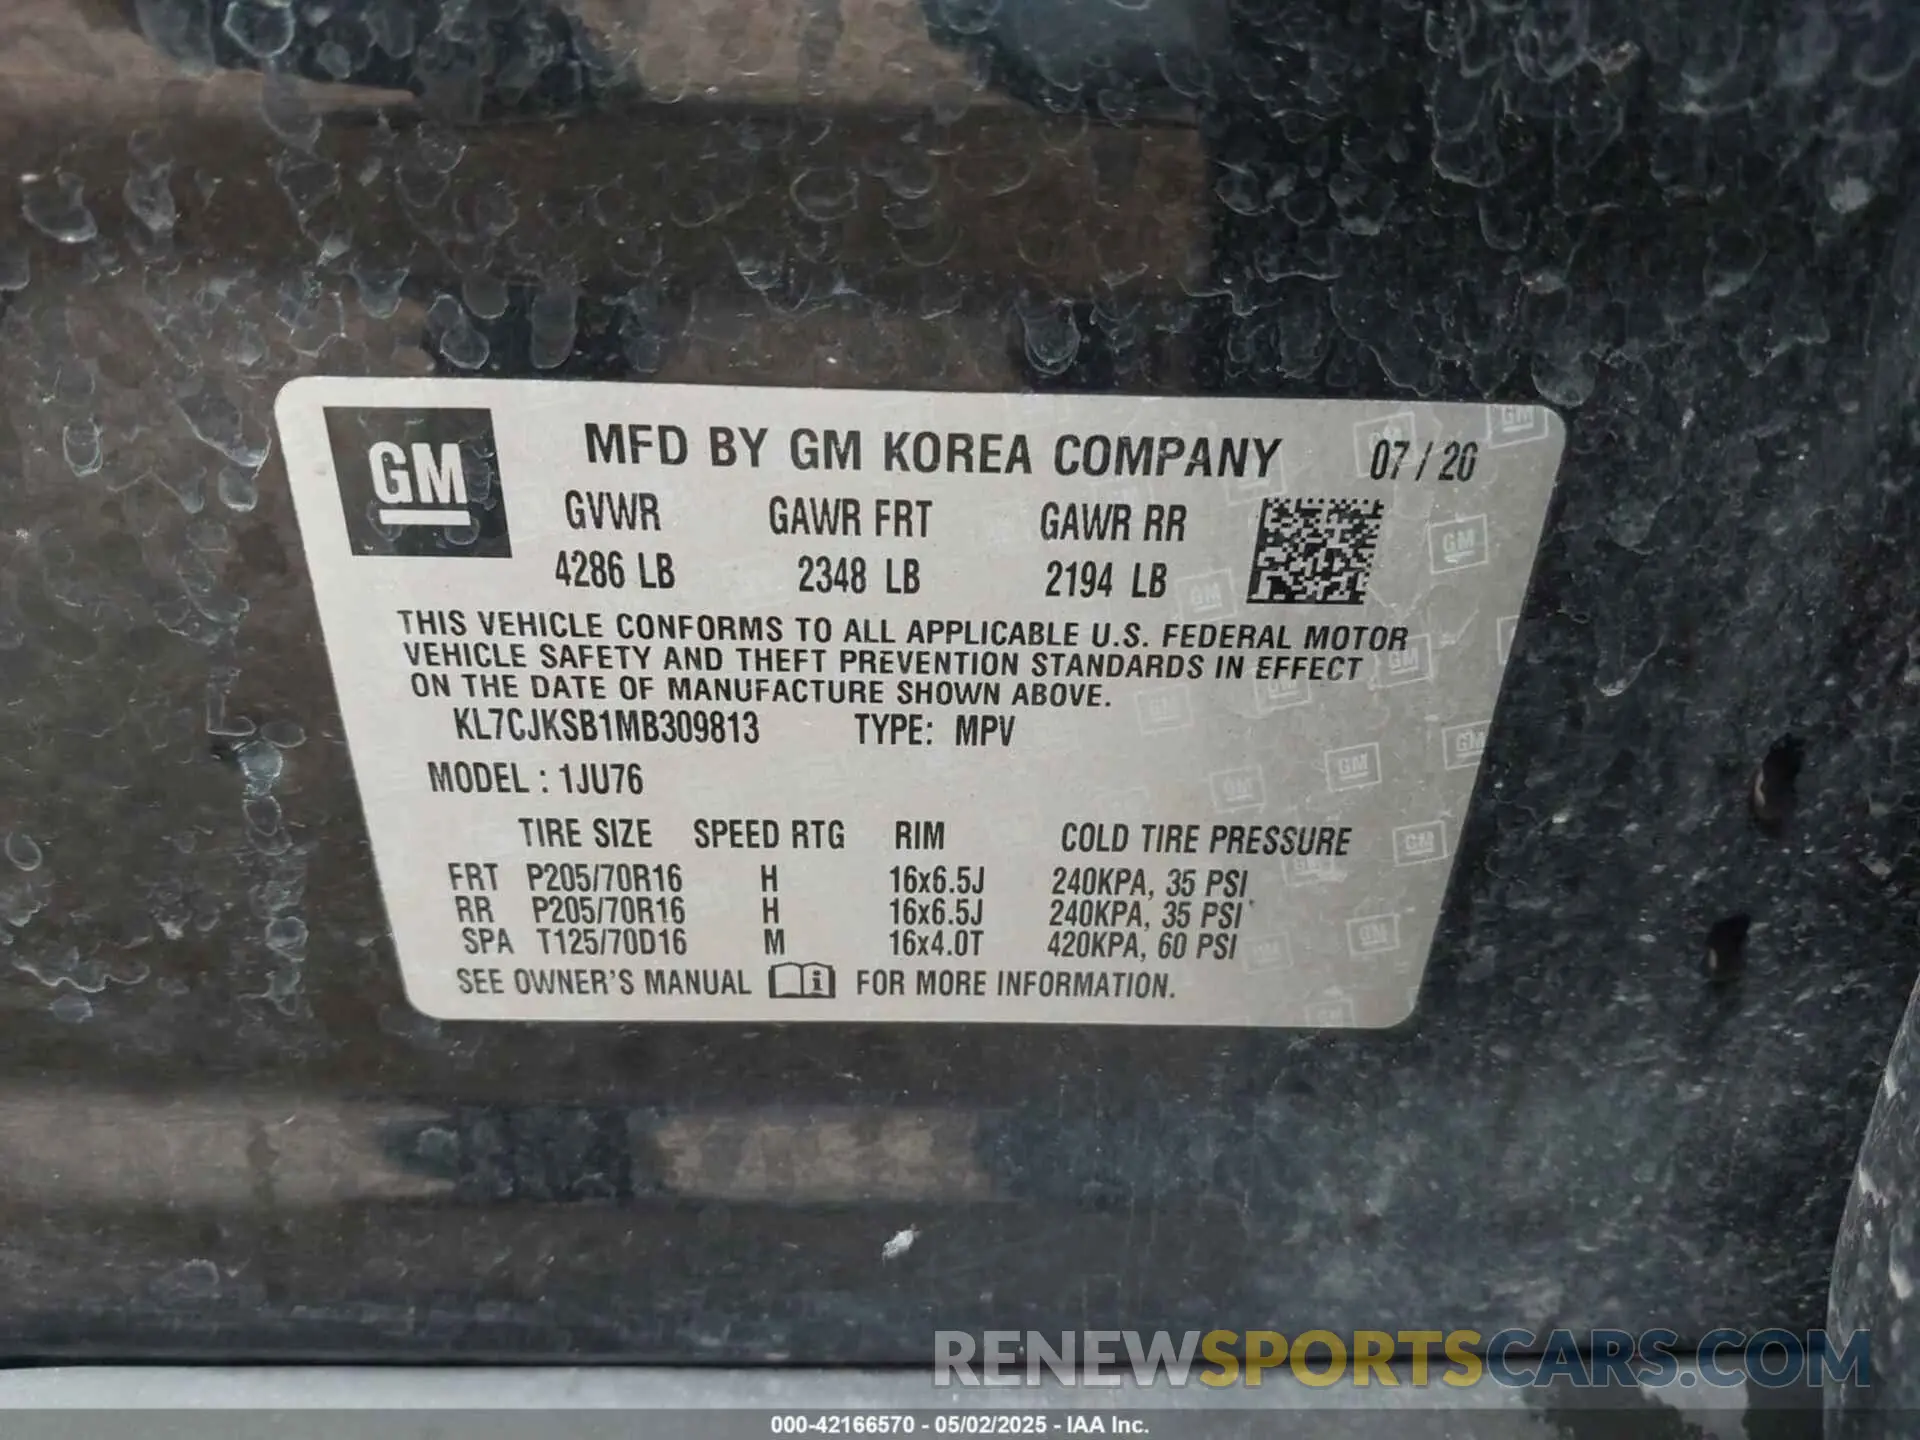 GM
MFD BY GM KOREA COMPANY 07/20
GVWR GAWR FRT GAWR RR
4286 LB 2348 LB 2194 LB
THIS VEHICLE CONFORMS TO ALL APPLICABLE U.S. FEDERAL MOTOR
VEHICLE SAFETY AND THEFT PREVENTION STANDARDS IN EFFECT
ON THE DATE OF MANUFACTURE SHOWN ABOVE.
KL7CJKSB1MB309813 TYPE: MPV
MODEL : 1JU76
TIRE SIZE SPEED RTG RIM COLD TIRE PRESSURE
FRT P205/70R16 H 16x6.5J 240KPA, 35 PSI
RR P205/70R16 H 16x6.5J 240KPA, 35 PSI
SPA T125/70D16 M 16x4.0T 420KPA, 60 PSI
SEE OWNER'S MANUAL i FOR MORE INFORMATION.
RENEWSPORTSCARS.COM
000-42166570 - 05/02/2025 - IAA Inc.